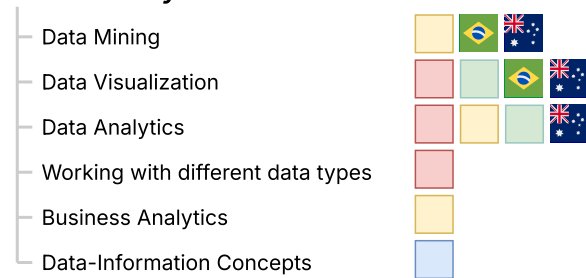 Data Mining
Data Visualization
Data Analytics
Working with different data types
Business Analytics
Data-Information Concepts